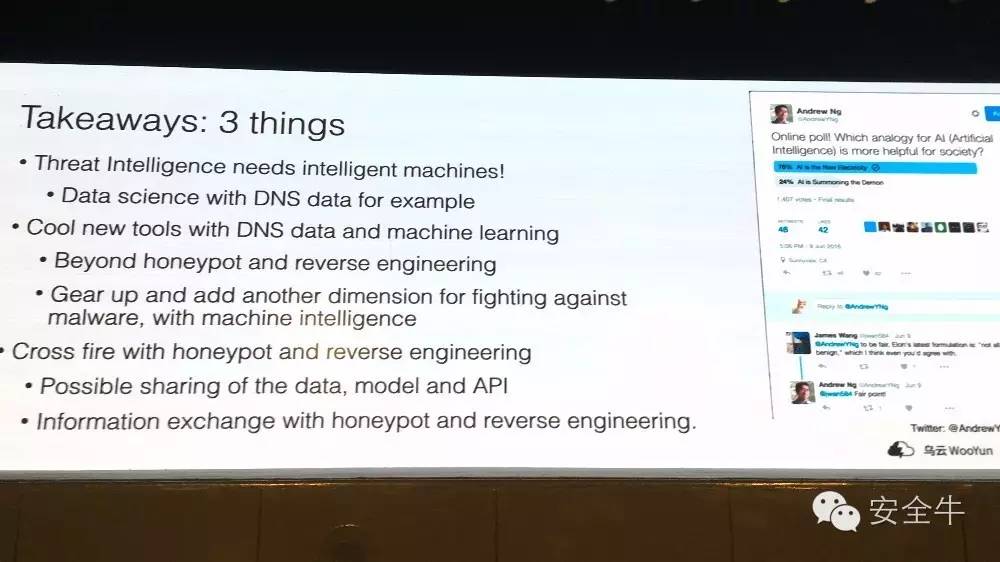 Takeaways: 3 things
• Threat Intelligence needs intelligent machines!
• Data science with DNS data for example
• Cool new tools with DNS data and machine learning
• Beyond honeypot and reverse engineering
• Gear up and add another dimension for fighting against
malware, with machine intelligence
• Cross fire with honeypot and reverse engineering
• Possible sharing of the data, model and API
• Information exchange with honeypot and reverse engineering.
Andrew Ng
@AndrewYNg
Online poll! Which analogy for AI (Artificial
Intelligence) is more helpful for society?
76% AI is the New Electricity
24% AI is Summoning the Demon
1,407 votes • Final results
RETWEETS LIKES
46 42
5:06 PM - 9 Jun 2016
Sunnyvale, CA
Reply to @AndrewYNg
James Wang @jwan584 Jun 9
@AndrewYNg to be fair, Elon's latest formulation is: "not all
benign," which I think even you'd agree with.
Andrew Ng @AndrewYNg Jun 9
@jwan584 Fair point!
Twitter: @AndrewY
乌云 WooYun
安全牛